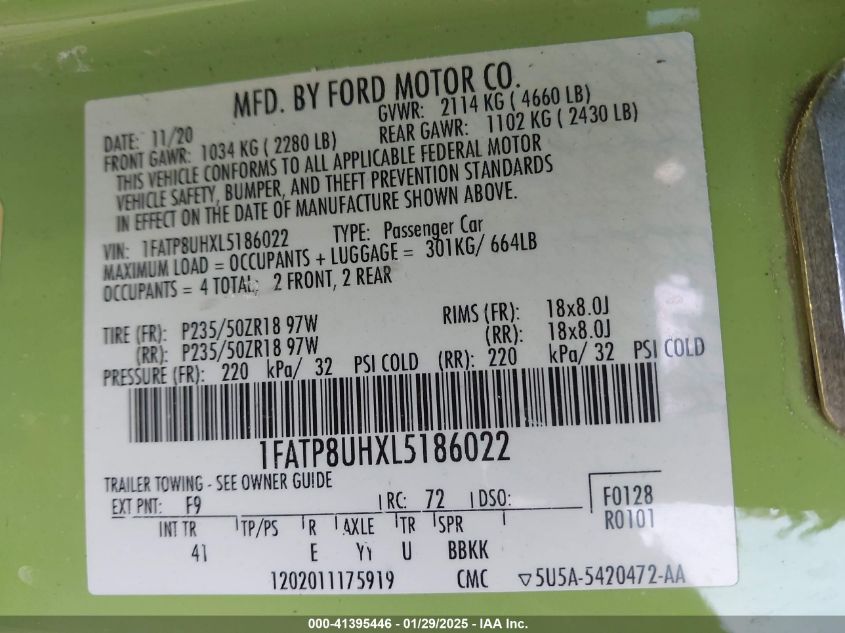 MFD. BY FORD MOTOR CO.
DATE: 11/20 GVWR: 2114 KG ( 4660 LB)
FRONT GAWR: 1034 KG ( 2280 LB) REAR GAWR: 1102 KG ( 2430 LB)
THIS VEHICLE CONFORMS TO ALL APPLICABLE FEDERAL MOTOR
VEHICLE SAFETY, BUMPER, AND THEFT PREVENTION STANDARDS
IN EFFECT ON THE DATE OF MANUFACTURE SHOWN ABOVE.
VIN: 1FATP8UHXL5186022 TYPE: Passenger Car
MAXIMUM LOAD = OCCUPANTS + LUGGAGE = 301KG/ 664LB
OCCUPANTS = 4 TOTAL: 2 FRONT, 2 REAR
TIRE (FR): P235/50ZR18 97W RIMS (FR): 18x8.0J
(RR): P235/50ZR18 97W (RR): 18x8.0J
PRESSURE (FR): 220 kPa/ 32 PSI COLD (RR): 220 kPa/ 32 PSI COLD
1FATP8UHXL5186022
TRAILER TOWING - SEE OWNER GUIDE
EXT PNT: F9 RC: 72 DSO: F0128
INT TR TP/PS R AXLE TR SPR R0101
41 E YY U BBKK
1202011175919 CMC ▽5U5A-5420472-AA
000-41395446 - 01/29/2025 - IAA Inc.